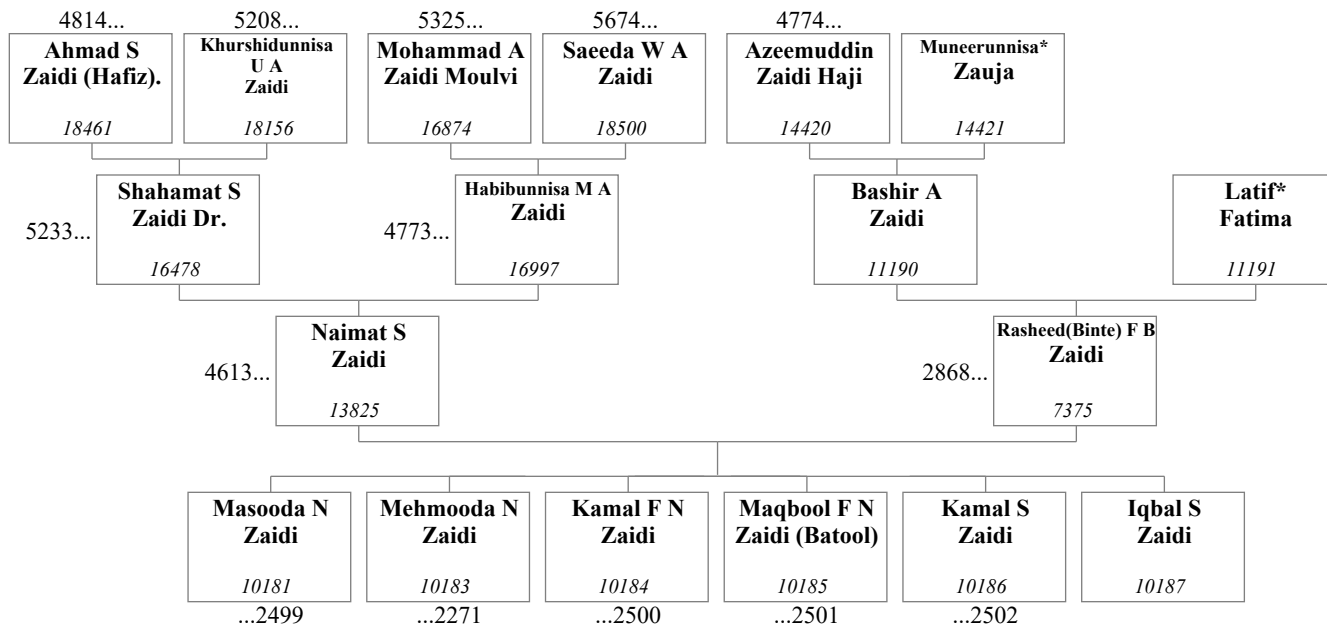 4814...
5208...
5325...
5674...
4774...
Ahmad S
Zaidi (Hafiz).
18461
Khurshidunnisa
U A
Zaidi
18156
Mohammad A
Zaidi Moulvi
16874
Saeeda W A
Zaidi
18500
Azeemuddin
Zaidi Haji
14420
Muneerunnisa*
Zauja
14421
5233...
Shahamat S
Zaidi Dr.
16478
4773...
Habibunnisa M A
Zaidi
16997
Bashir A
Zaidi
11190
Latif*
Fatima
11191
4613...
Naimat S
Zaidi
13825
2868...
Rasheed(Binte) F B
Zaidi
7375
Masooda N
Zaidi
10181
...2499
Mehmooda N
Zaidi
10183
...2271
Kamal F N
Zaidi
10184
...2500
Maqbool F N
Zaidi (Batool)
10185
...2501
Kamal S
Zaidi
10186
...2502
Iqbal S
Zaidi
10187